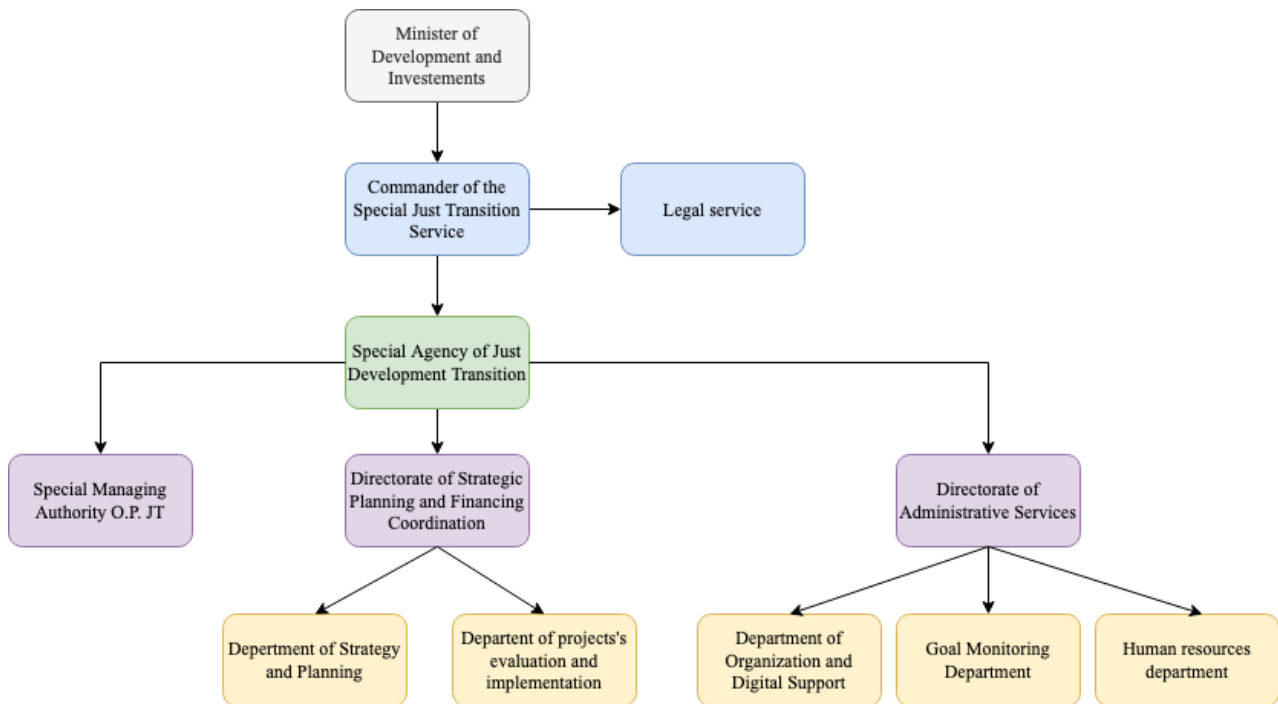 Minister of
Development and
Investements
Commander of the
Special Just Transition
Service
Legal service
Special Agency of Just
Development Transition
Special Managing
Authority O.P. JT
Directorate of Strategic
Planning and Financing
Coordination
Directorate of
Administrative Services
Depertment of Strategy
and Planning
Departent of projects's
evaluation and
implementation
Department of
Organization and
Digital Support
Goal Monitoring
Department
Human resources
department